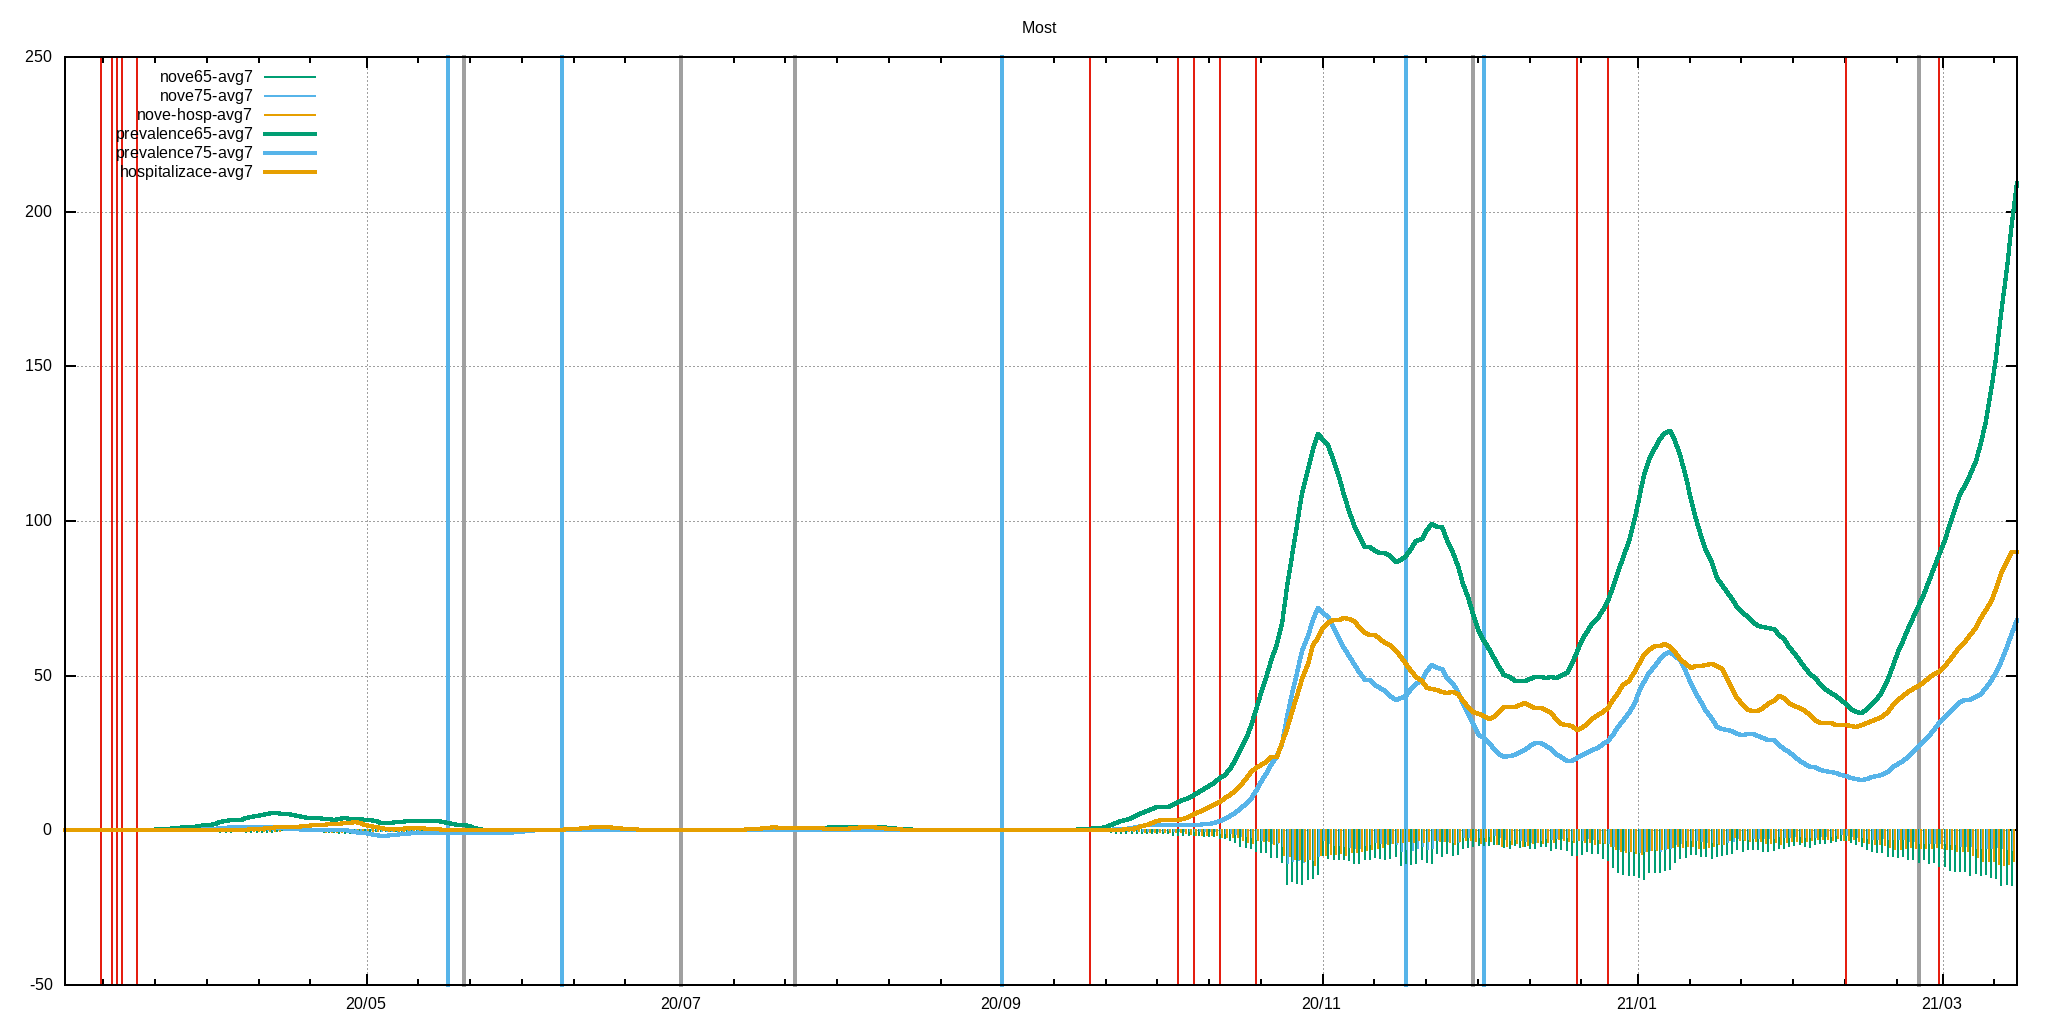 Most
250
200
150
100
50
0
-50
nove65-avg7
nove75-avg7
nove-hosp-avg7
prevalence65-avg7
prevalence75-avg7
hospitalizace-avg7
20/05
20/07
20/09
20/11
21/01
21/03